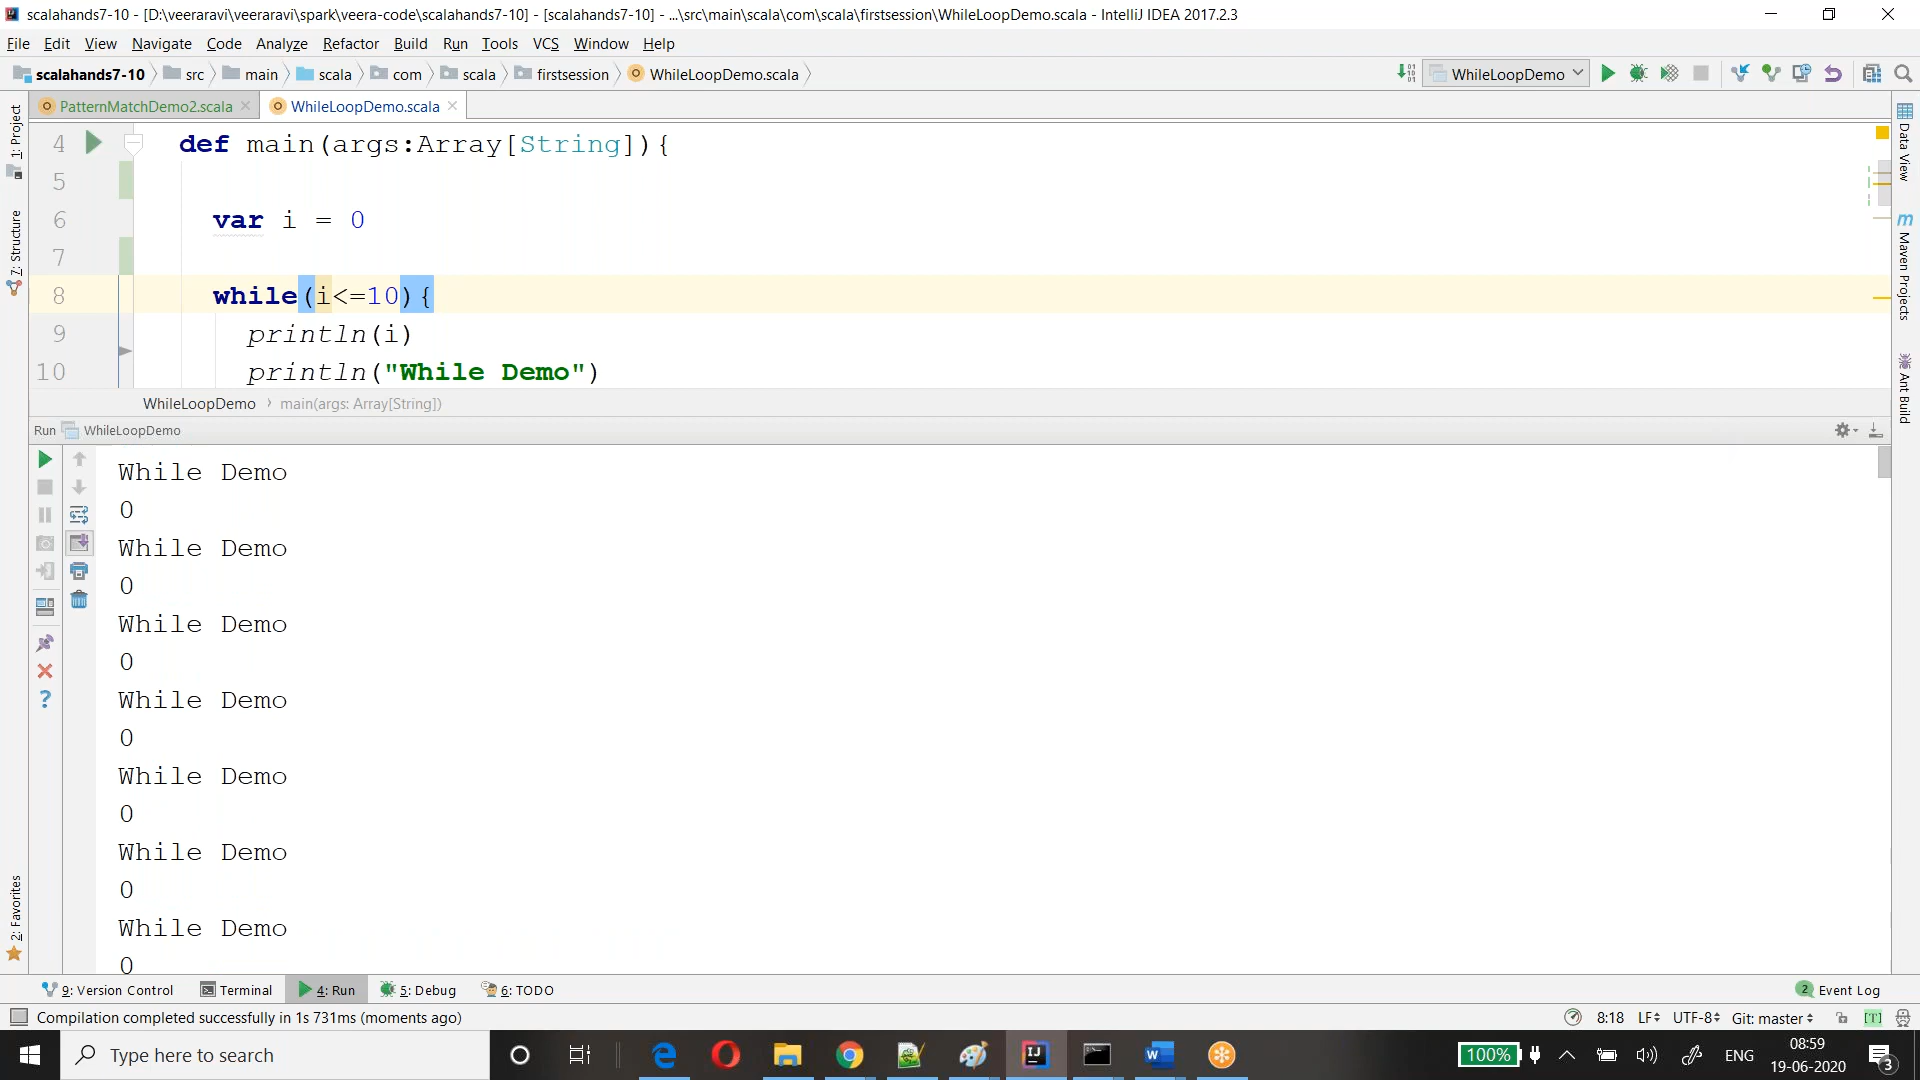 scalahands7-10 - [D:\veeraravi\veeraravi\spark\veera-code\scalahands7-10] - [scalahands7-10] - ...\src\main\scala\com\scala\firstsession\WhileLoopDemo.scala - IntelliJ IDEA 2017.2.3
File Edit View Navigate Code Analyze Refactor Build Run Tools VCS Window Help
scalahands7-10 src main scala com scala firstsession WhileLoopDemo.scala WhileLoopDemo
PatternMatchDemo2.scala WhileLoopDemo.scala
1: Project
7: Structure
2: Favorites
Data View
Maven Projects
Ant Build
4 def main(args:Array[String]){
5
6 var i = 0
7
8 while(i<=10){
9 println(i)
10 println("While Demo")
WhileLoopDemo main(args: Array[String])
Run WhileLoopDemo
While Demo
0
While Demo
0
While Demo
0
While Demo
0
While Demo
0
While Demo
0
While Demo
0
9: Version Control Terminal 4: Run 5: Debug 6: TODO 2 Event Log
Compilation completed successfully in 1s 731ms (moments ago) 8:18 LF UTF-8 Git: master [T]
Type here to search 100% ENG 08:59
19-06-2020 3